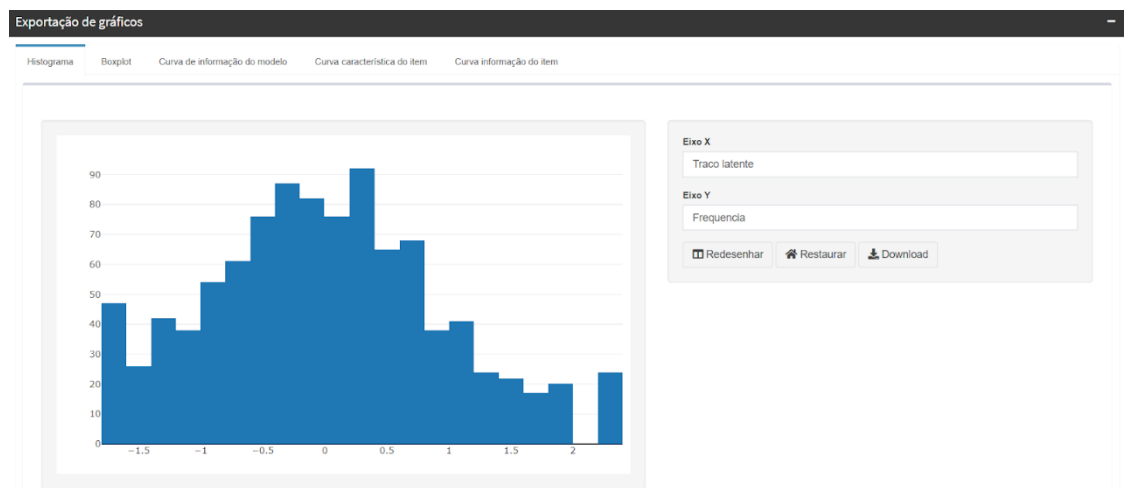 Exportação de gráficos
Histograma Boxplot Curva de informação do modelo Curva característica do item Curva informação do item
90
80
70
60
50
40
30
20
10
0
−1.5 −1 −0.5 0 0.5 1 1.5 2
Eixo X
Traco latente
Eixo Y
Frequencia
Redesenhar Restaurar Download